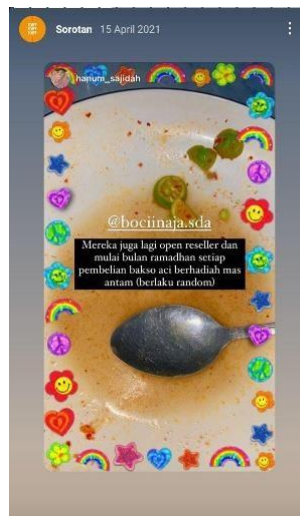 Sorotan 15 April 2021
hanum_sajidah
@bociinaja.sda
Mereka juga lagi open reseller dan
mulai bulan ramadhan setiap
pembelian bakso aci berhadiah mas
antam (berlaku random)